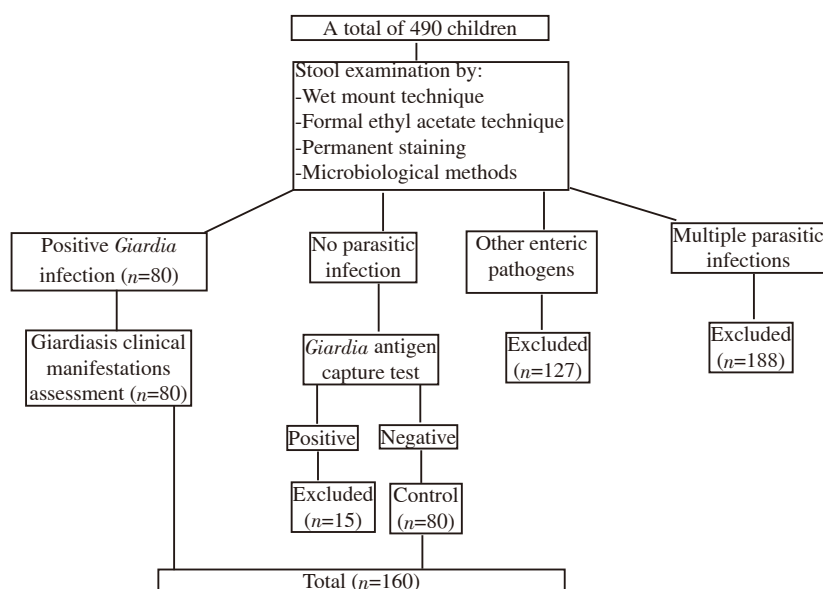 A total of 490 children
Stool examination by:
-Wet mount technique
-Formal ethyl acetate technique
-Permanent staining
-Microbiological methods
Positive Giardia
infection (n=80)
No parasitic
infection
Other enteric
pathogens
Multiple parasitic
infections
Giardiasis clinical
manifestations
assessment (n=80)
Giardia antigen
capture test
Excluded
(n=127)
Excluded
(n=188)
Positive
Negative
Excluded
(n=15)
Control
(n=80)
Total (n=160)